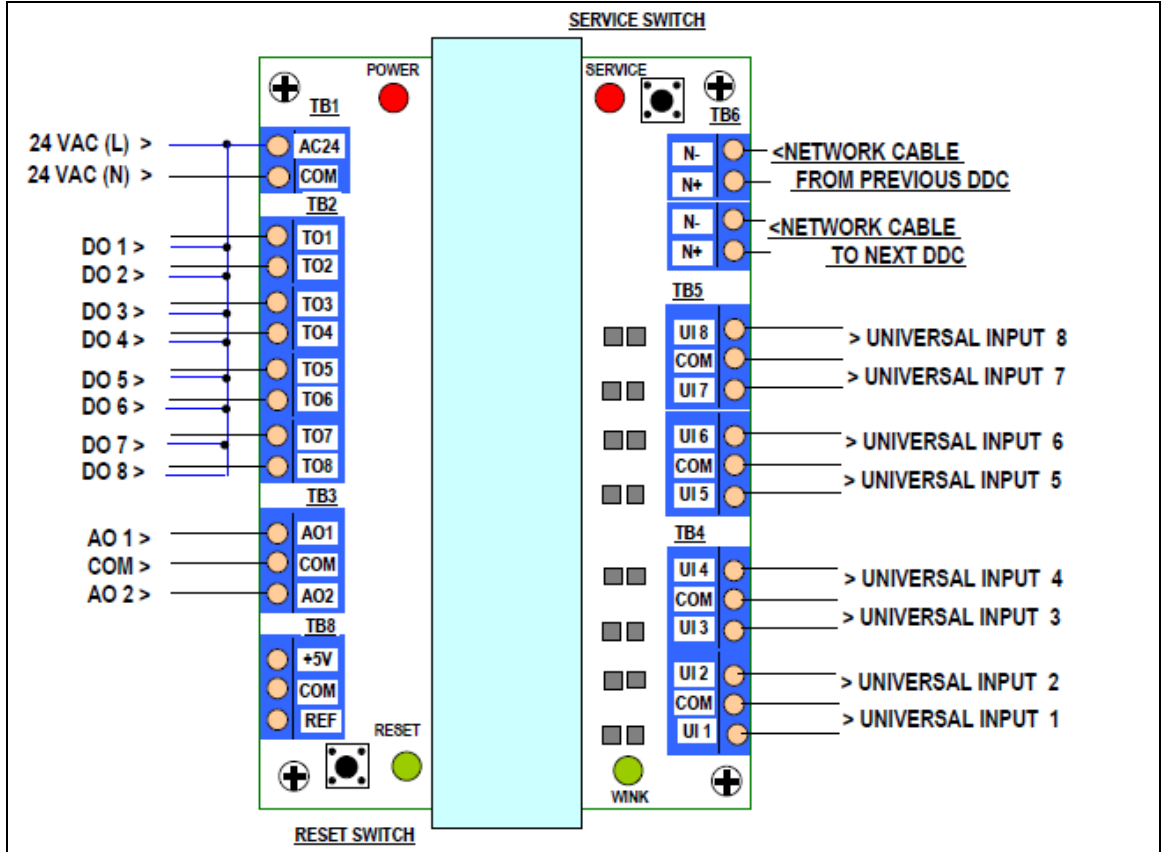 SERVICE SWITCH
POWER
SERVICE
TB1
TB6
24 VAC (L) >
AC24
24 VAC (N) >
COM
N-
<NETWORK CABLE
N+
FROM PREVIOUS DDC
N-
<NETWORK CABLE
N+
TO NEXT DDC
TB2
DO 1 >
TO1
DO 2 >
TO2
DO 3 >
TO3
DO 4 >
TO4
DO 5 >
TO5
DO 6 >
TO6
DO 7 >
TO7
DO 8 >
TO8
TB5
UI 8
> UNIVERSAL INPUT 8
COM
UI 7
> UNIVERSAL INPUT 7
UI 6
> UNIVERSAL INPUT 6
COM
UI 5
> UNIVERSAL INPUT 5
TB3
AO 1 >
AO1
COM >
COM
AO 2 >
AO2
TB4
UI 4
> UNIVERSAL INPUT 4
COM
UI 3
> UNIVERSAL INPUT 3
UI 2
> UNIVERSAL INPUT 2
COM
UI 1
> UNIVERSAL INPUT 1
TB8
+5V
COM
REF
RESET
WINK
RESET SWITCH